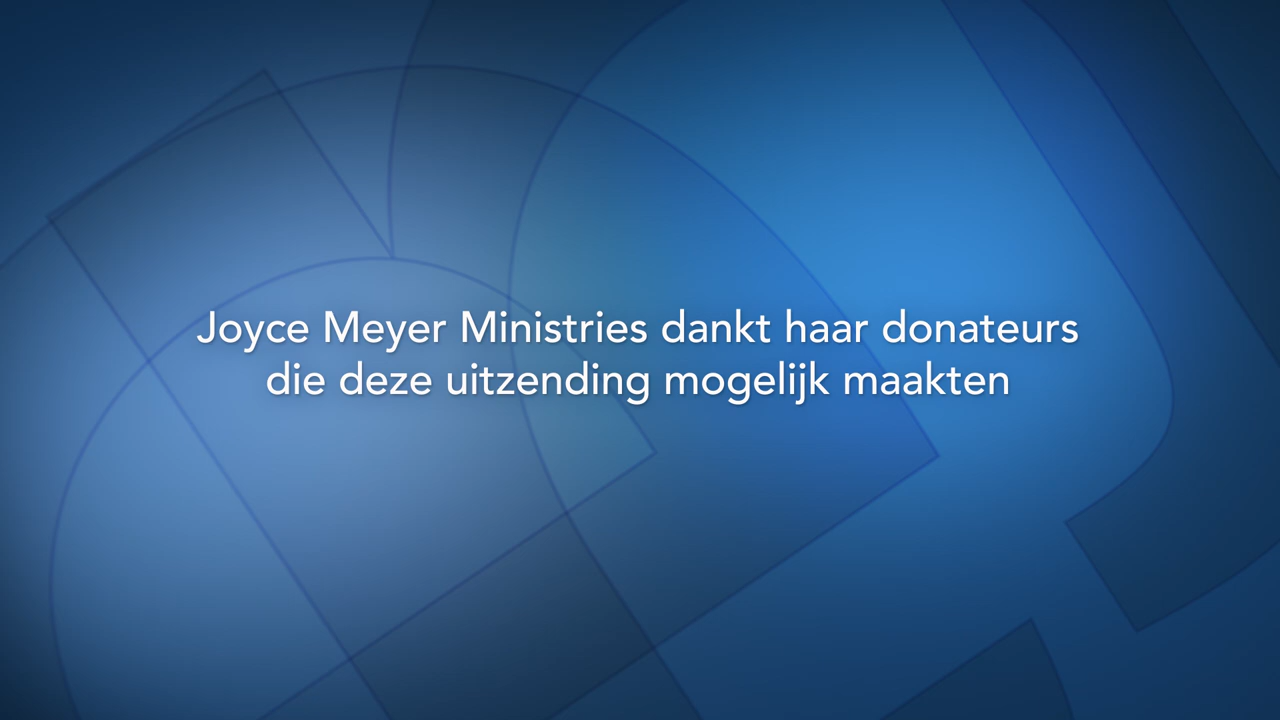 Joyce Meyer Ministries dankt haar donateurs
die deze uitzending mogelijk maakten